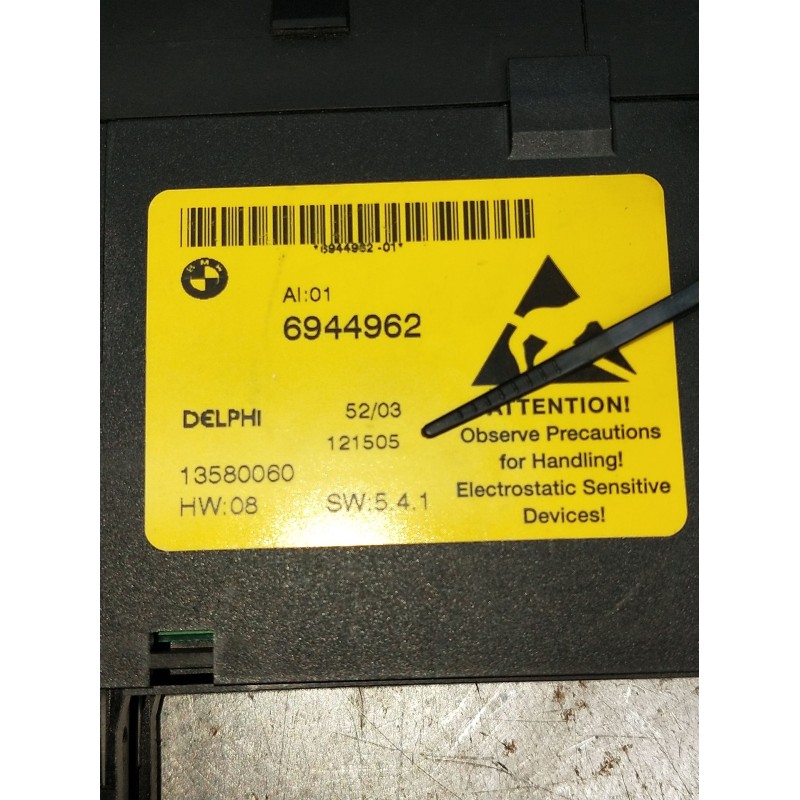 *6944962-01*
BMW
AI:01
6944962
DELPHI
52/03
121505
13580060
HW:08 SW:5.4.1
ATTENTION!
Observe Precautions
for Handling!
Electrostatic Sensitive
Devices!